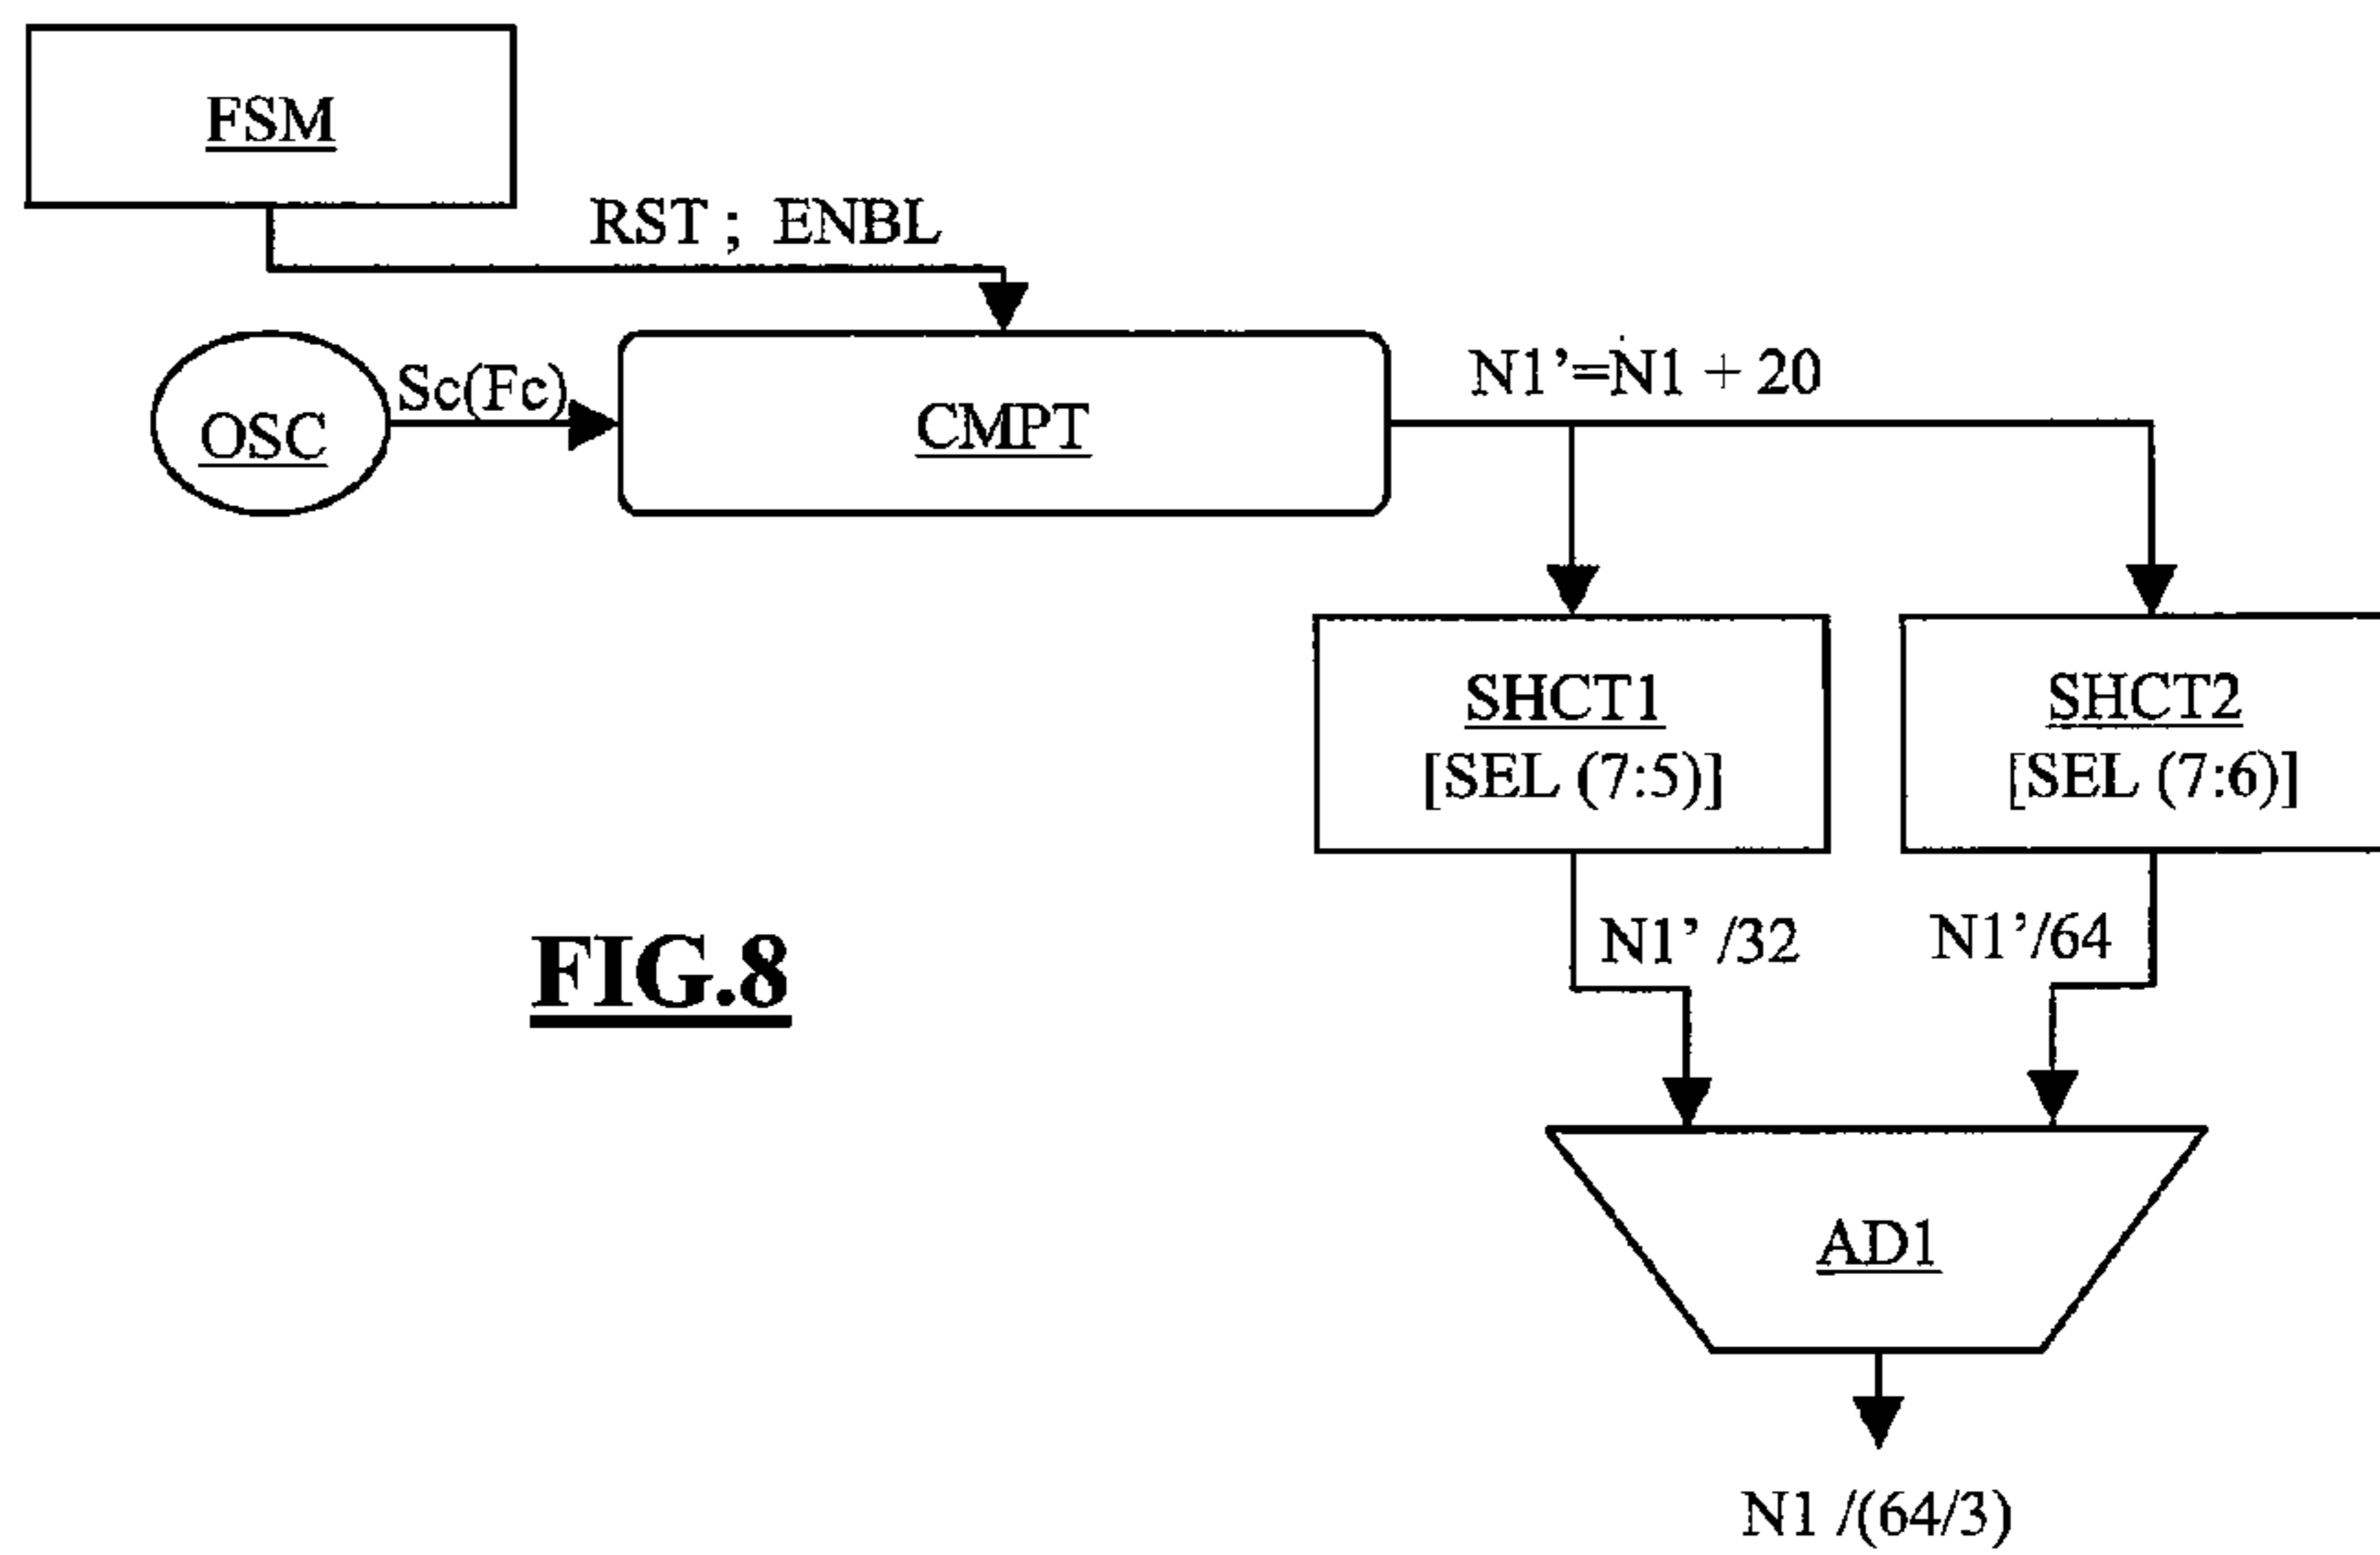 FSM
RST ; ENBL
OSC
Sc(Fc)
CMPT
N1’=N1 + 20
SHCT1
[SEL (7:5)]
SHCT2
[SEL (7:6)]
N1’ /32
N1’/64
FIG.8
AD1
N1 /(64/3)